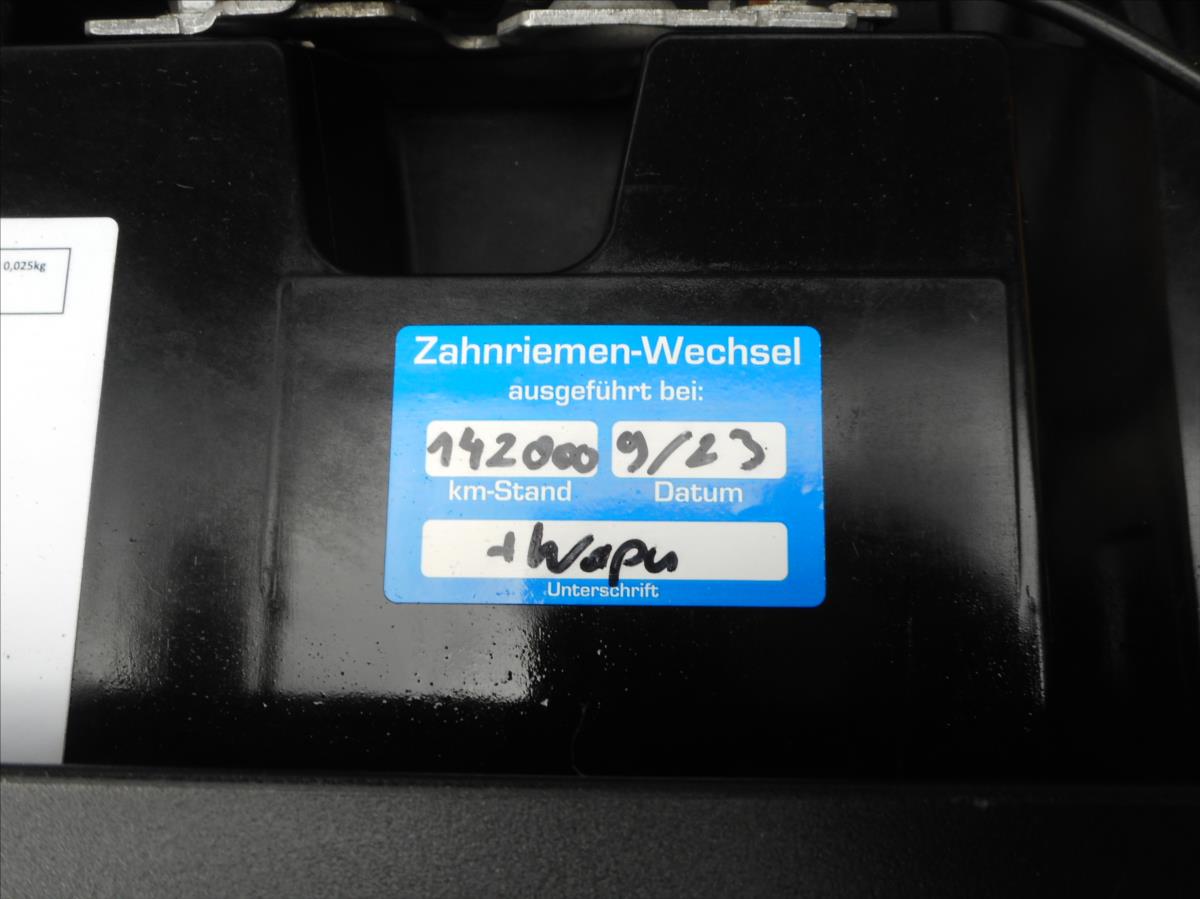 0,025kg
Zahnriemen-Wechsel
ausgeführt bei:
142000 9/23
km-Stand Datum
+Wapu
Unterschrift